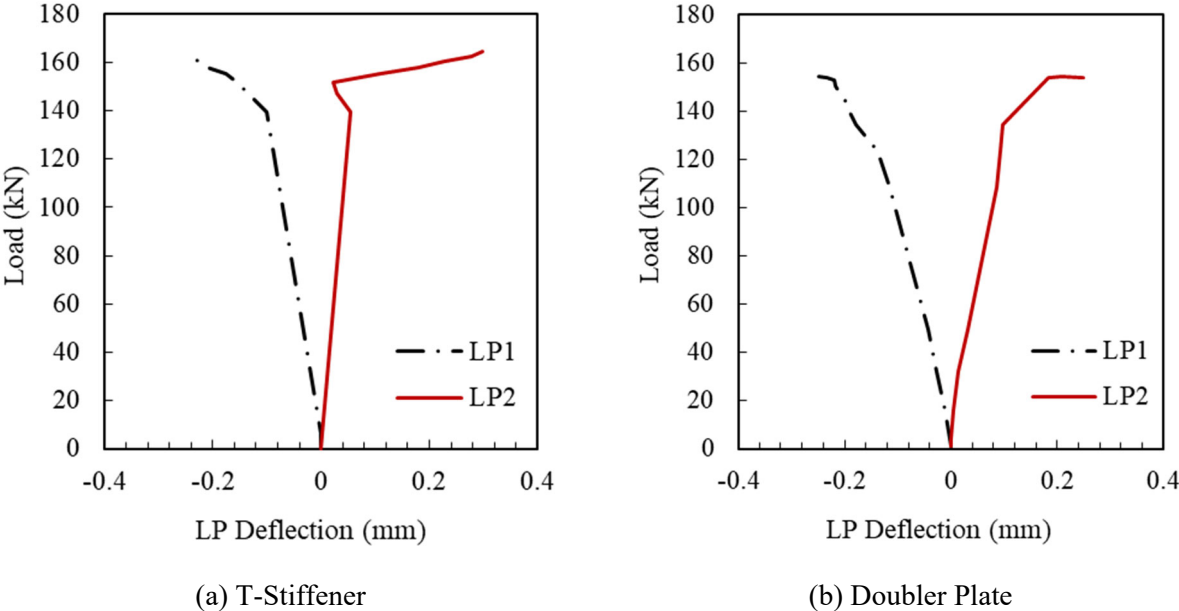 180
160
140
120
100
80
60
40
20
0
Load (kN)
-0.4 -0.2 0 0.2 0.4
LP Deflection (mm)
LP1
LP2
(a) T-Stiffener
180
160
140
120
100
80
60
40
20
0
Load (kN)
-0.4 -0.2 0 0.2 0.4
LP Deflection (mm)
LP1
LP2
(b) Doubler Plate